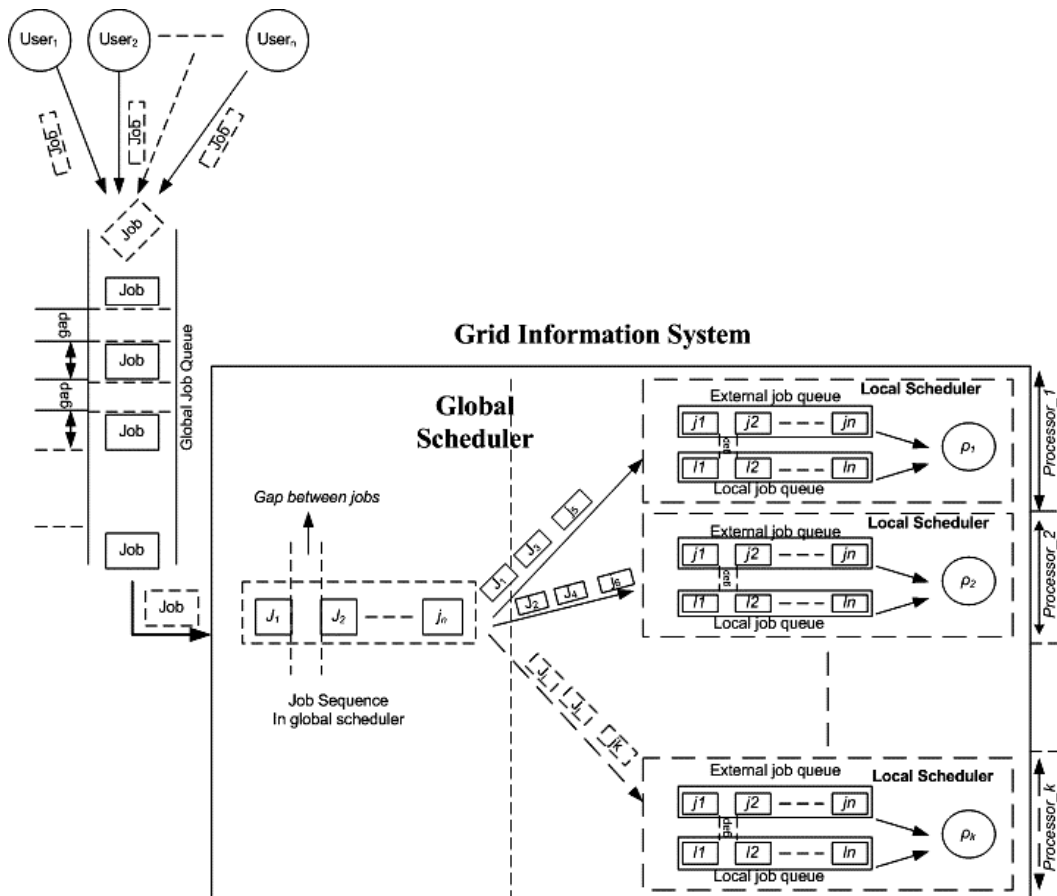 User₁
User₂
Userₙ
Job
Job
Job
Job
Job
gap
Job
gap
Job
Global Job Queue
Job
Job
Grid Information System
Global
Scheduler
Gap between jobs
J₁
J₂
jₙ
Job Sequence
In global scheduler
J₁
J₃
j₅
J₂
J₄
j₆
jk
Local Scheduler
External job queue
j1
j2
jn
gap
l1
l2
ln
Local job queue
ρ₁
Processor_1
Local Scheduler
External job queue
j1
j2
jn
gap
l1
l2
ln
Local job queue
ρ₂
Processor_2
Local Scheduler
External job queue
j1
j2
jn
gap
l1
l2
ln
Local job queue
ρₖ
Processor_k